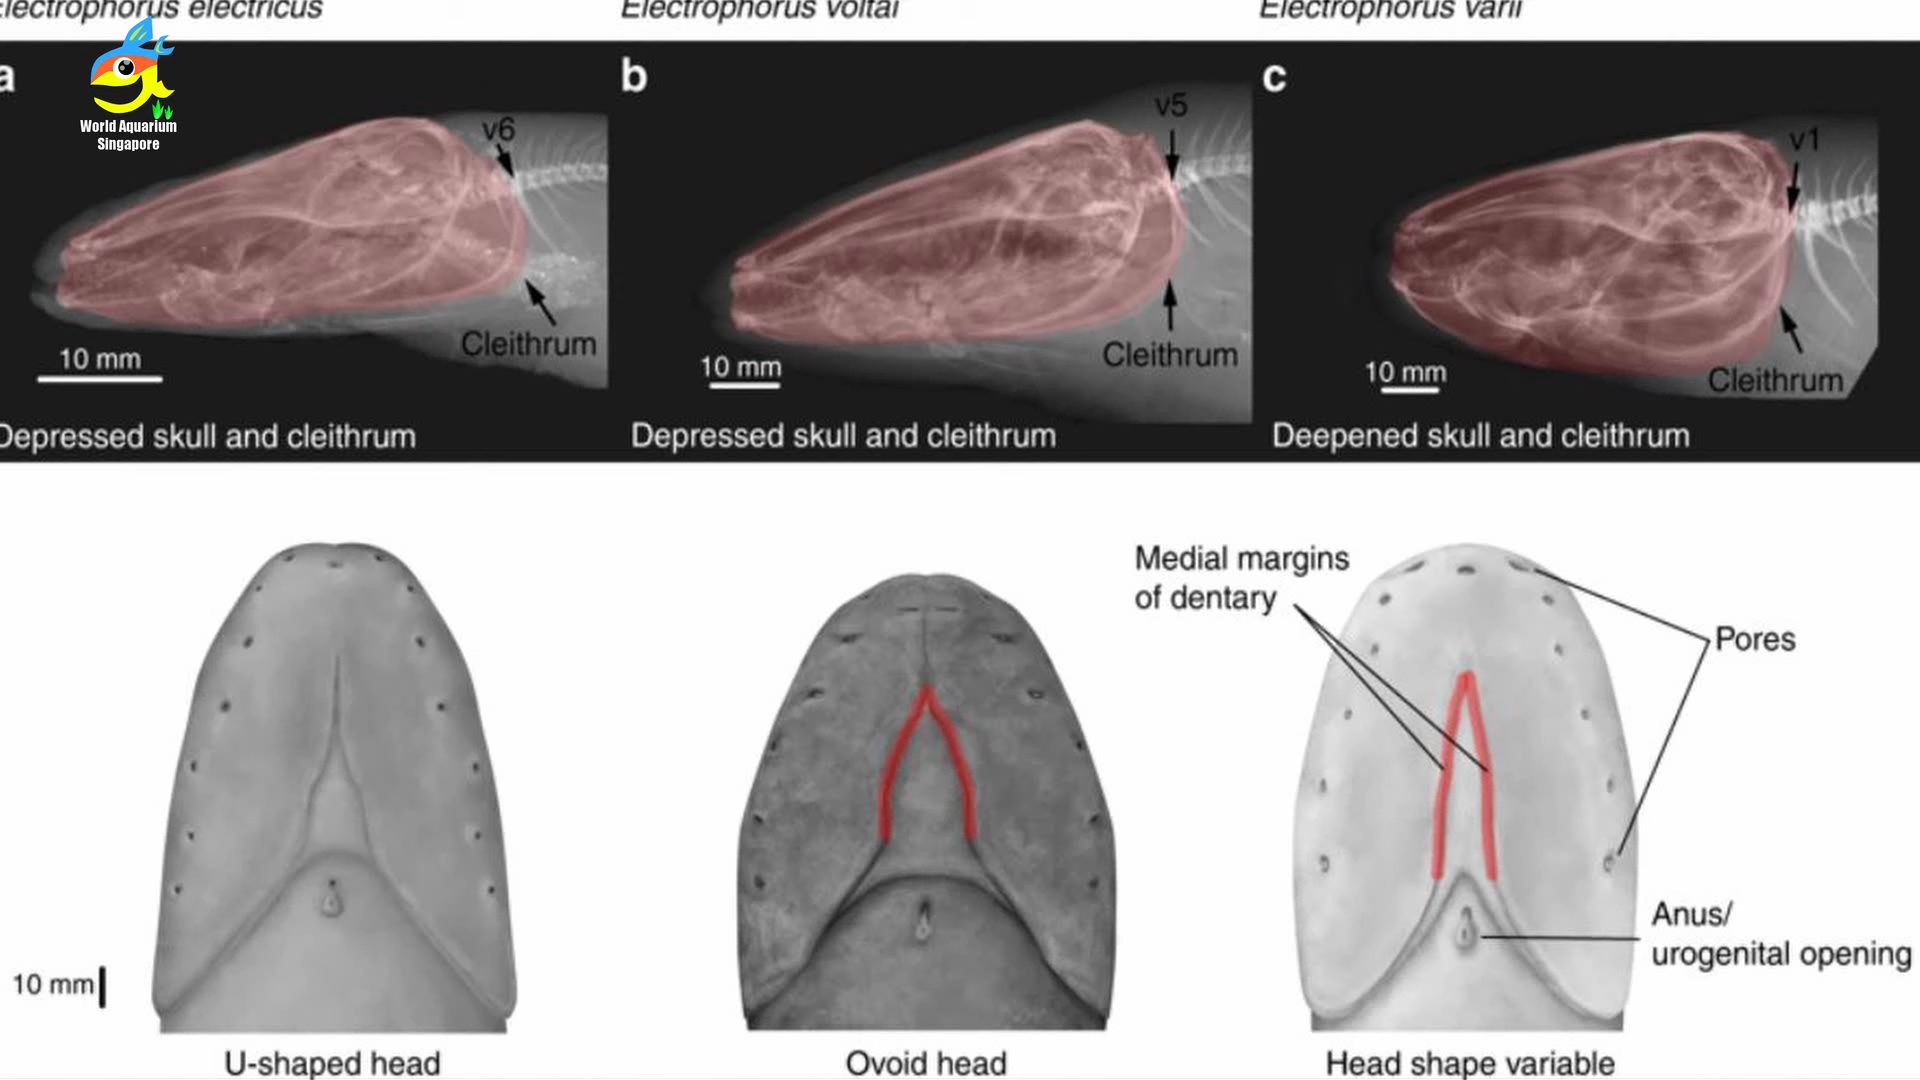 Electrophorus electricus
Electrophorus voltai
Electrophorus varii
a
b
c
World Aquarium
Singapore
v6
v5
v1
Cleithrum
Cleithrum
Cleithrum
10 mm
10 mm
10 mm
Depressed skull and cleithrum
Depressed skull and cleithrum
Deepened skull and cleithrum
Medial margins
of dentary
Pores
Anus/
urogenital opening
10 mm
U-shaped head
Ovoid head
Head shape variable